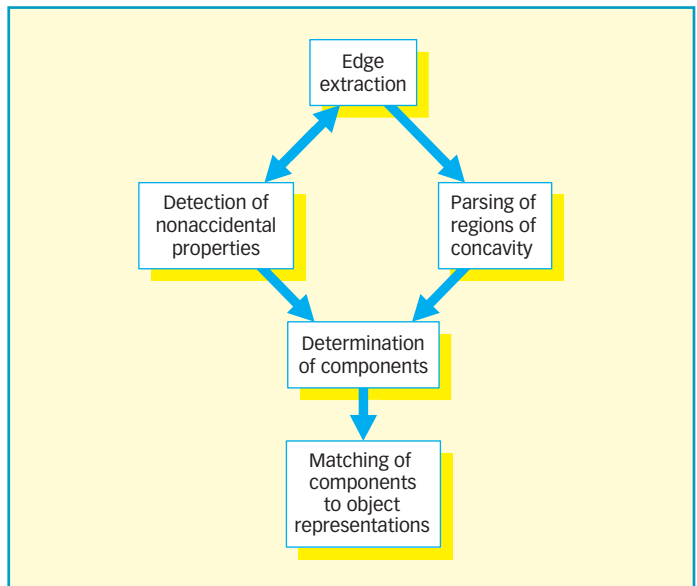 Edge
extraction
Detection of
nonaccidental
properties
Parsing of
regions of
concavity
Determination
of components
Matching of
components
to object
representations